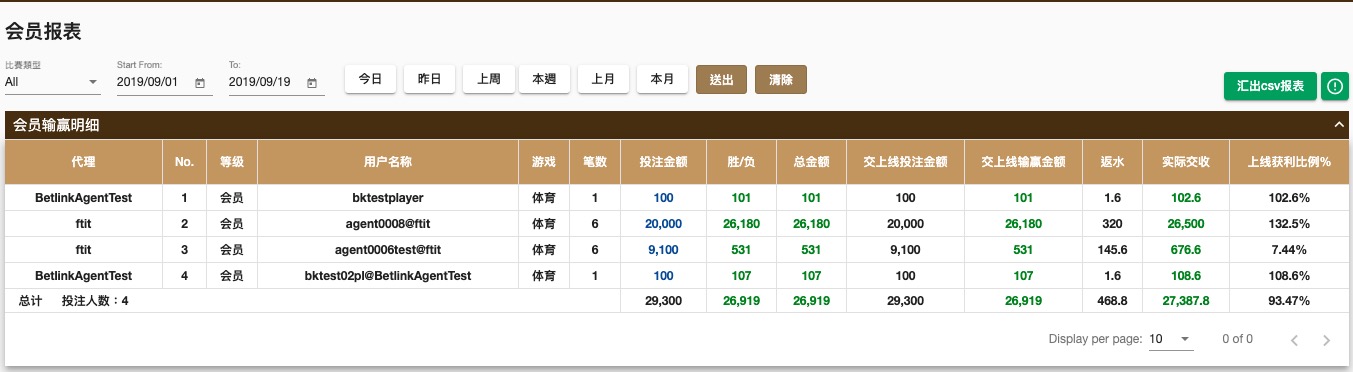 会员报表
比賽類型 Start From: To:
All 2019/09/01 2019/09/19 今日 昨日 上周 本週 上月 本月 送出 清除 汇出csv报表
会员输赢明细
代理 No. 等级 用户名称 游戏 笔数 投注金额 胜/负 总金额 交上线投注金额 交上线输赢金额 返水 实际交收 上线获利比例%
BetlinkAgentTest 1 会员 bktestplayer 体育 1 100 101 101 100 101 1.6 102.6 102.6%
ftit 2 会员 agent0008@ftit 体育 6 20,000 26,180 26,180 20,000 26,180 320 26,500 132.5%
ftit 3 会员 agent0006test@ftit 体育 6 9,100 531 531 9,100 531 145.6 676.6 7.44%
BetlinkAgentTest 4 会员 bktest02pl@BetlinkAgentTest 体育 1 100 107 107 100 107 1.6 108.6 108.6%
总计 投注人数：4 29,300 26,919 26,919 29,300 26,919 468.8 27,387.8 93.47%
Display per page: 10 0 of 0